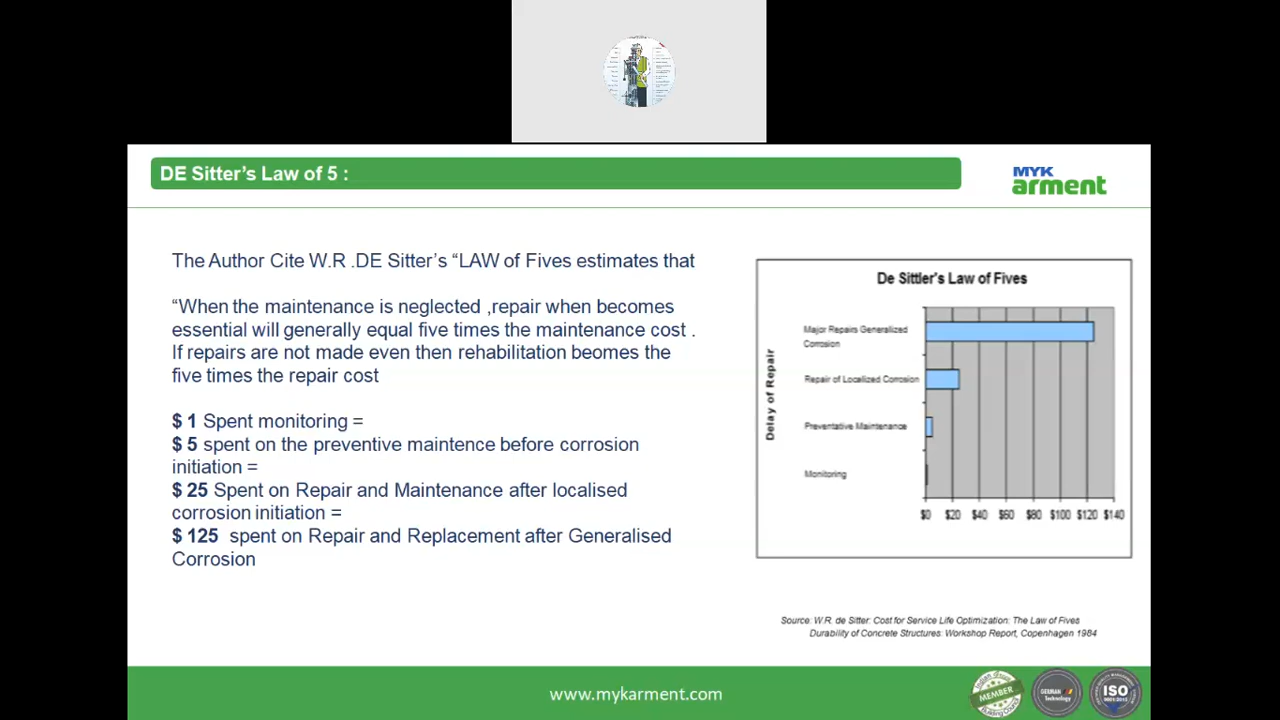 DE Sitter's Law of 5 :
MYK
arment
The Author Cite W.R .DE Sitter's “LAW of Fives estimates that
“When the maintenance is neglected ,repair when becomes
essential will generally equal five times the maintenance cost .
If repairs are not made even then rehabilitation beomes the
five times the repair cost
$ 1 Spent monitoring =
$ 5 spent on the preventive maintence before corrosion
initiation =
$ 25 Spent on Repair and Maintenance after localised
corrosion initiation =
$ 125 spent on Repair and Replacement after Generalised
Corrosion
De Sittler's Law of Fives
Delay of Repair
Major Repairs Generalized
Corrosion
Repair of Localized Corrosion
Preventative Maintenance
Monitoring
$0 $20 $40 $60 $80 $100 $120 $140
Source: W.R. de Sitter: Cost for Service Life Optimization: The Law of Fives
Durability of Concrete Structures: Workshop Report, Copenhagen 1984
www.mykarment.com
MEMBER
GERMAN
Technology
ISO